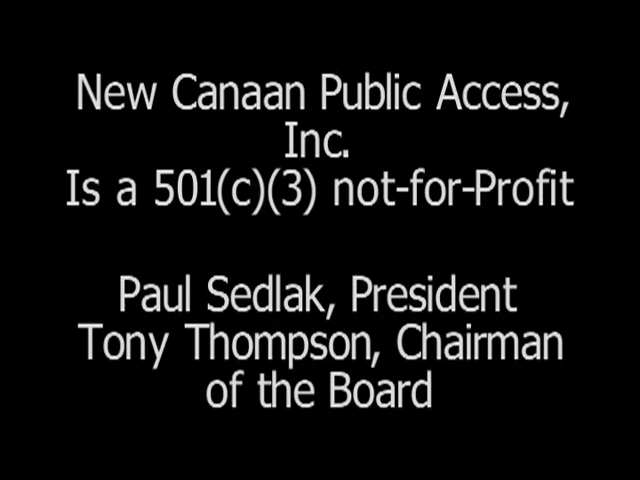 New Canaan Public Access,
Inc.
Is a 501(c)(3) not-for-Profit
Paul Sedlak, President
Tony Thompson, Chairman
of the Board